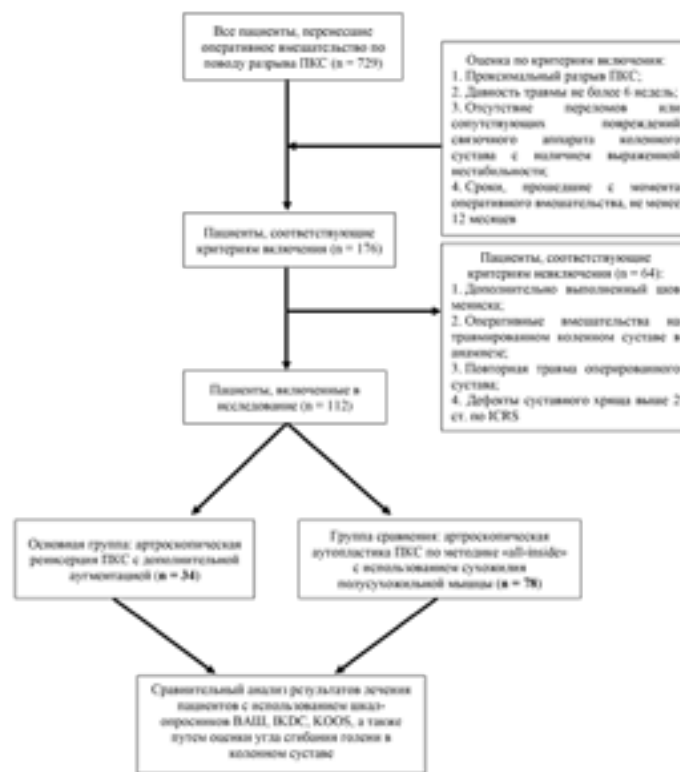 Все пациенты, перенесшие
оперативное вмешательство по
поводу разрыва ПКС (n = 729)
Оценка по критериям включения:
1. Проксимальный разрыв ПКС;
2. Давность травмы не более 6 недель;
3. Отсутствие переломов или
сопутствующих повреждений
связочного аппарата коленного
сустава с наличием выраженной
нестабильности;
4. Сроки, прошедшие с момента
оперативного вмешательства, не менее
12 месяцев
Пациенты, соответствующие
критериям включения (n = 176)
Пациенты, соответствующие
критериям невключения (n = 64):
1. Дополнительно выполненный шов
мениска;
2. Оперативные вмешательства на
травмированном коленном суставе в
анамнезе;
3. Повторная травма оперированного
сустава;
4. Дефекты суставного хряща выше 2
ст. по ICRS
Пациенты, включенные в
исследование (n = 112)
Основная группа: артроскопическая
реинсерция ПКС с дополнительной
аугментацией (n = 34)
Группа сравнения: артроскопическая
аутопластика ПКС по методике «all-inside»
с использованием сухожилия
полусухожильной мышцы (n = 78)
Сравнительный анализ результатов лечения
пациентов с использованием шкал-
опросников ВАШ, IKDC, KOOS, а также
путем оценки угла сгибания голени в
коленном суставе